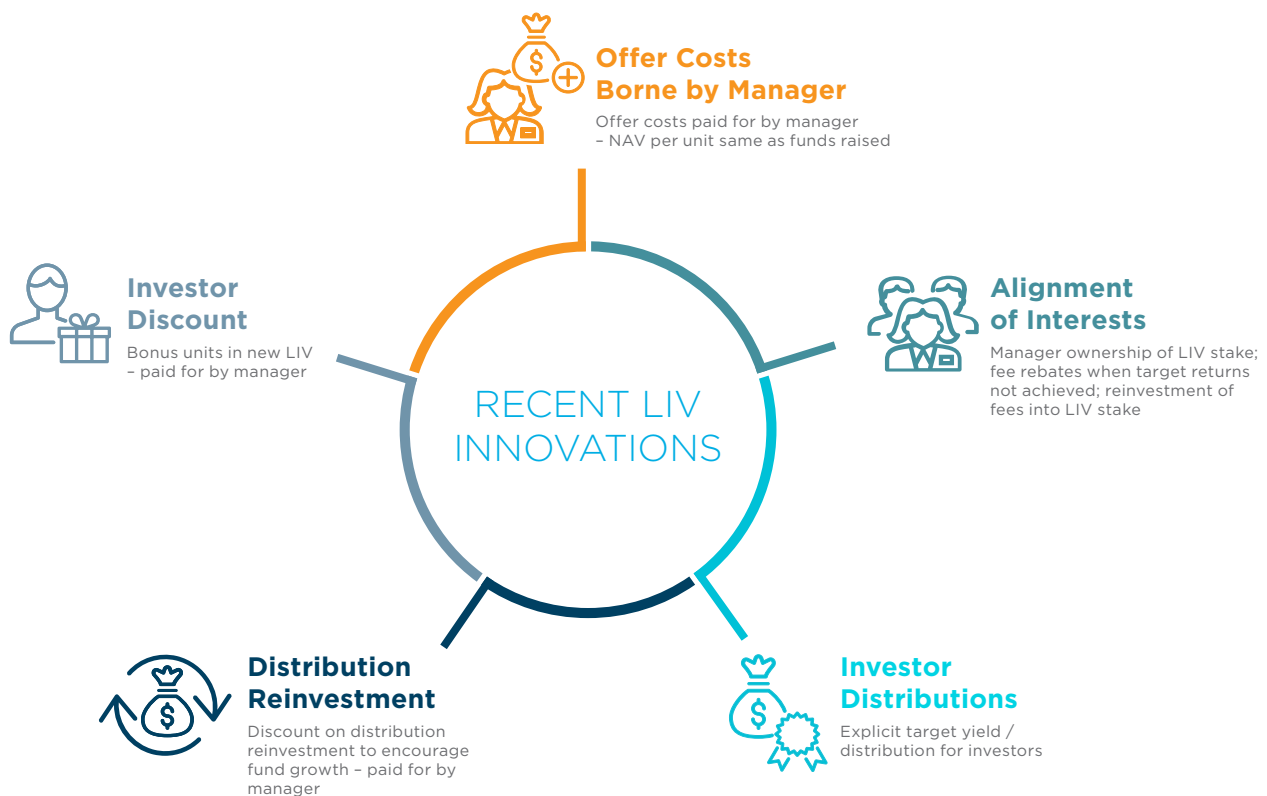 Offer Costs
Borne by Manager
Offer costs paid for by manager
– NAV per unit same as funds raised
Investor
Discount
Bonus units in new LIV
– paid for by manager
Alignment
of Interests
Manager ownership of LIV stake;
fee rebates when target returns
not achieved; reinvestment of
fees into LIV stake
RECENT LIV
INNOVATIONS
Distribution
Reinvestment
Discount on distribution
reinvestment to encourage
fund growth – paid for by
manager
Investor
Distributions
Explicit target yield /
distribution for investors
$
$
$